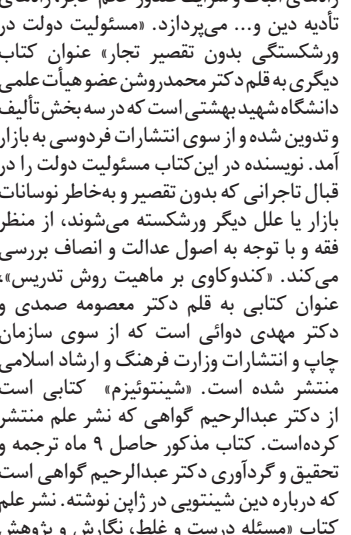 تأدیه دین و... می‌پردازد. «مسئولیت دولت در
ورشکستگی بدون تقصیر تجار» عنوان کتاب
دیگری به قلم دکتر محمدروشن عضو هیأت علمی
دانشگاه شهید بهشتی است که در سه بخش تألیف
و تدوین شده و از سوی انتشارات فردوسی به بازار
آمد. نویسنده در این کتاب مسئولیت دولت را در
قبال تاجرانی که بدون تقصیر و به‌خاطر نوسانات
بازار یا علل دیگر ورشکسته می‌شوند، از منظر
فقه و با توجه به اصول عدالت و انصاف بررسی
می‌کند. «کندوکاوی بر ماهیت روش تدریس»،
عنوان کتابی به قلم دکتر معصومه صمدی و
دکتر مهدی دوائی است که از سوی سازمان
چاپ و انتشارات وزارت فرهنگ و ارشاد اسلامی
منتشر شده است. «شینتوئیزم» کتابی است
از دکتر عبدالرحیم گواهی که نشر علم منتشر
کرده‌است. کتاب مذکور حاصل ۹ ماه ترجمه و
تحقیق و گردآوری دکتر عبدالرحیم گواهی است
که درباره دین شینتویی در ژاپن نوشته. نشر علم
کتاب «مسئله درست و غلط، نگارش و پژوهش